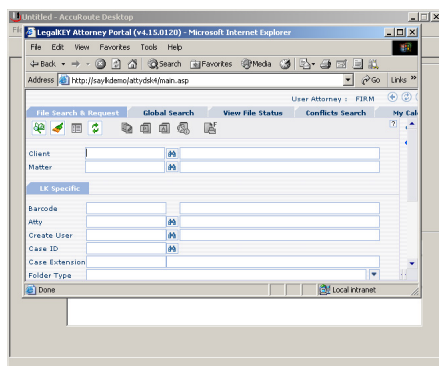 Untitled - AccuRoute Desktop
LegalKEY Attorney Portal (v4.15.0120) - Microsoft Internet Explorer
File Edit View Favorites Tools Help
Back Search Favorites Media
Address http://saylkdemo/attydsk4/main.asp Go Links »
User Attorney : FIRM
File Search & Request Global Search View File Status Conflicts Search My Cal
Client
Matter
LK Specific
Barcode
Atty
Create User
Case ID
Case Extension
Folder Type
Done Local intranet